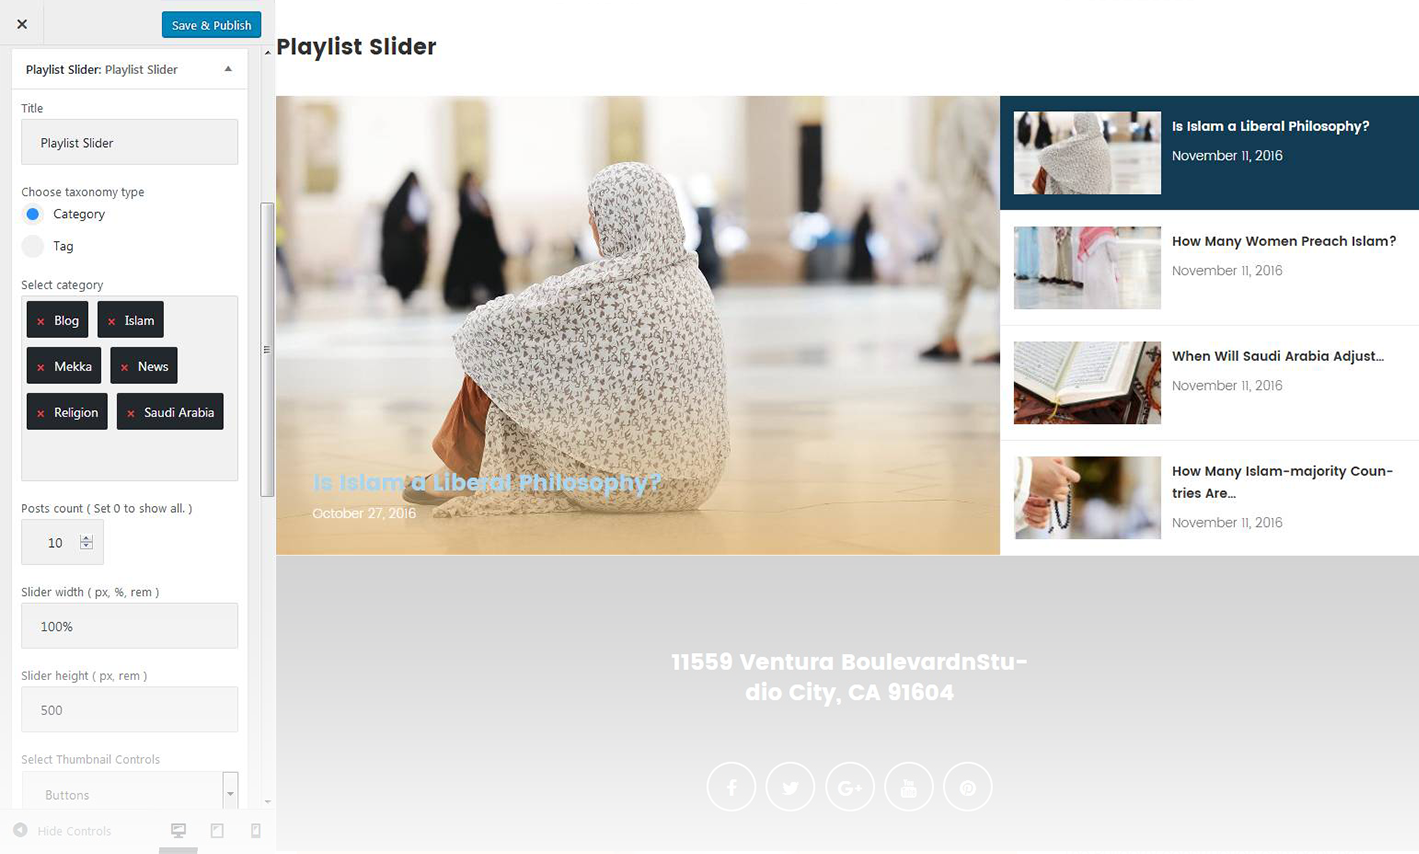 Save & Publish
Playlist Slider: Playlist Slider
Title
Playlist Slider
Choose taxonomy type
Category
Tag
Select category
× Blog
× Islam
× Mekka
× News
× Religion
× Saudi Arabia
Posts count ( Set 0 to show all. )
10
Slider width ( px, %, rem )
100%
Slider height ( px, rem )
500
Select Thumbnail Controls
Buttons
Hide Controls
Playlist Slider
Is Islam a Liberal Philosophy?
October 27, 2016
Is Islam a Liberal Philosophy?
November 11, 2016
How Many Women Preach Islam?
November 11, 2016
When Will Saudi Arabia Adjust...
November 11, 2016
How Many Islam-majority Coun-
tries Are...
November 11, 2016
11559 Ventura BoulevardnStu-
dio City, CA 91604